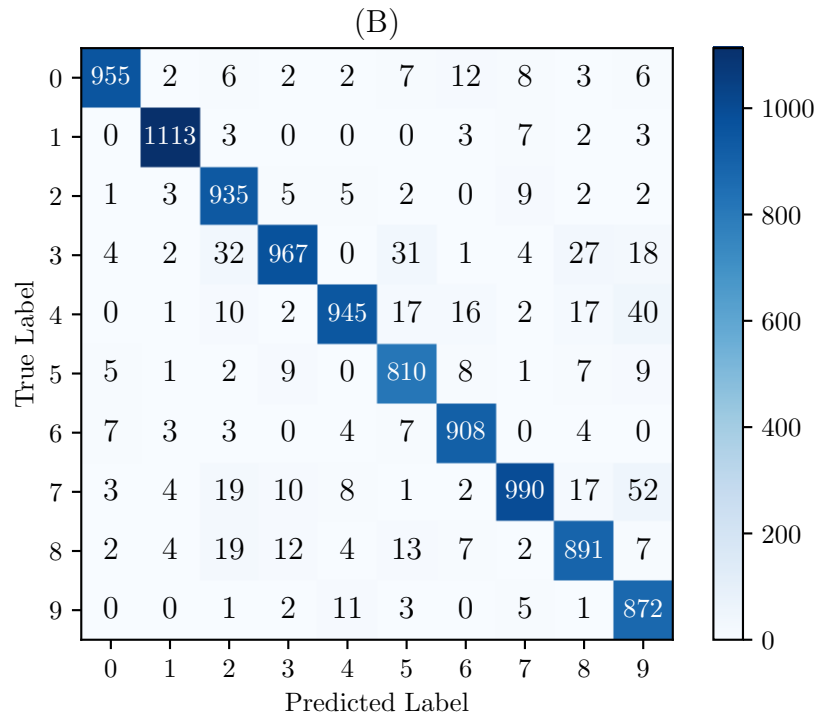 (B)
True Label
0 955 2 6 2 2 7 12 8 3 6
1 0 1113 3 0 0 0 3 7 2 3
2 1 3 935 5 5 2 0 9 2 2
3 4 2 32 967 0 31 1 4 27 18
4 0 1 10 2 945 17 16 2 17 40
5 5 1 2 9 0 810 8 1 7 9
6 7 3 3 0 4 7 908 0 4 0
7 3 4 19 10 8 1 2 990 17 52
8 2 4 19 12 4 13 7 2 891 7
9 0 0 1 2 11 3 0 5 1 872
0 1 2 3 4 5 6 7 8 9
Predicted Label
1000
800
600
400
200
0